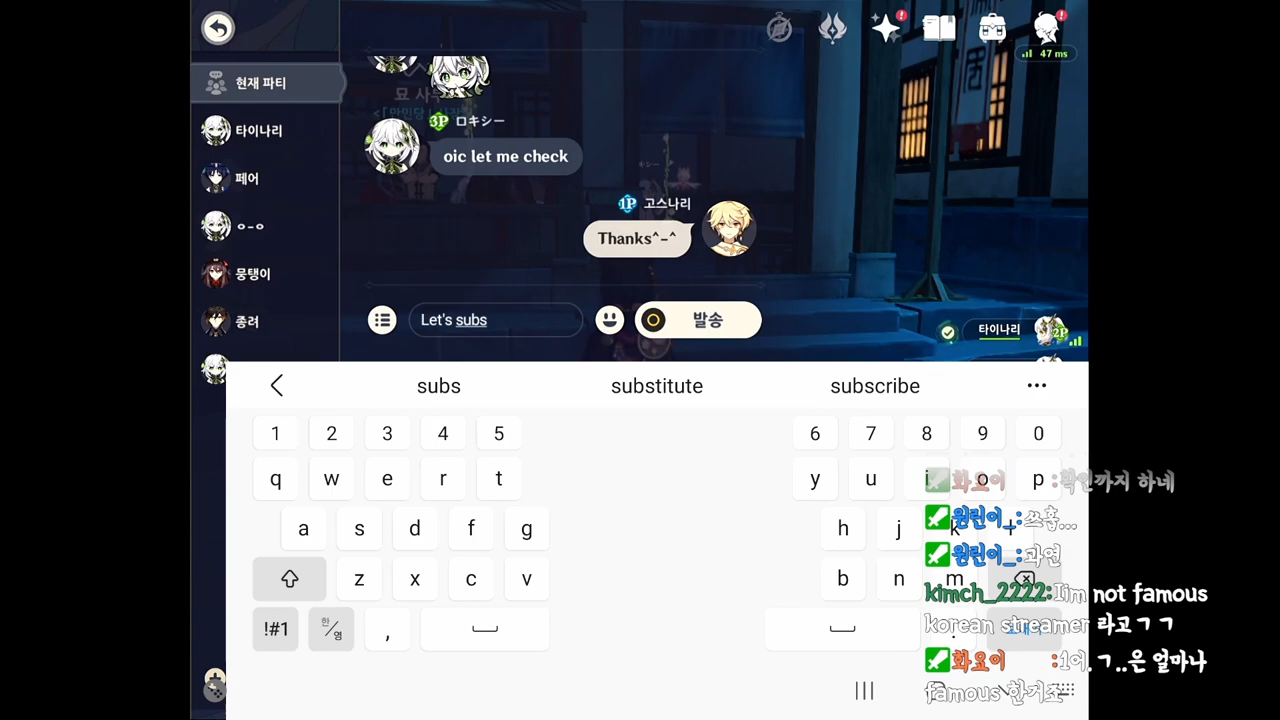 47 ms
현재 파티
타이나리
페어
ㅇ-ㅇ
뭉탱이
종려
3P ロキシー
oic let me check
1P 고스나리
Thanks^-^
Let's subs
발송
타이나리
2P
subs substitute subscribe
1 2 3 4 5 6 7 8 9 0
q w e r t y u i o p
a s d f g h j k
z x c v b n m
!#1 한/영 , .
화요이 :확인까지 하네
원린이_:쓰흡...
원린이_:과연
kimch_2222:I'm not famous
korean streamer 라고ㄱㄱ
화요이 :1어.ㄱ..은 얼마나
famous 한거죠